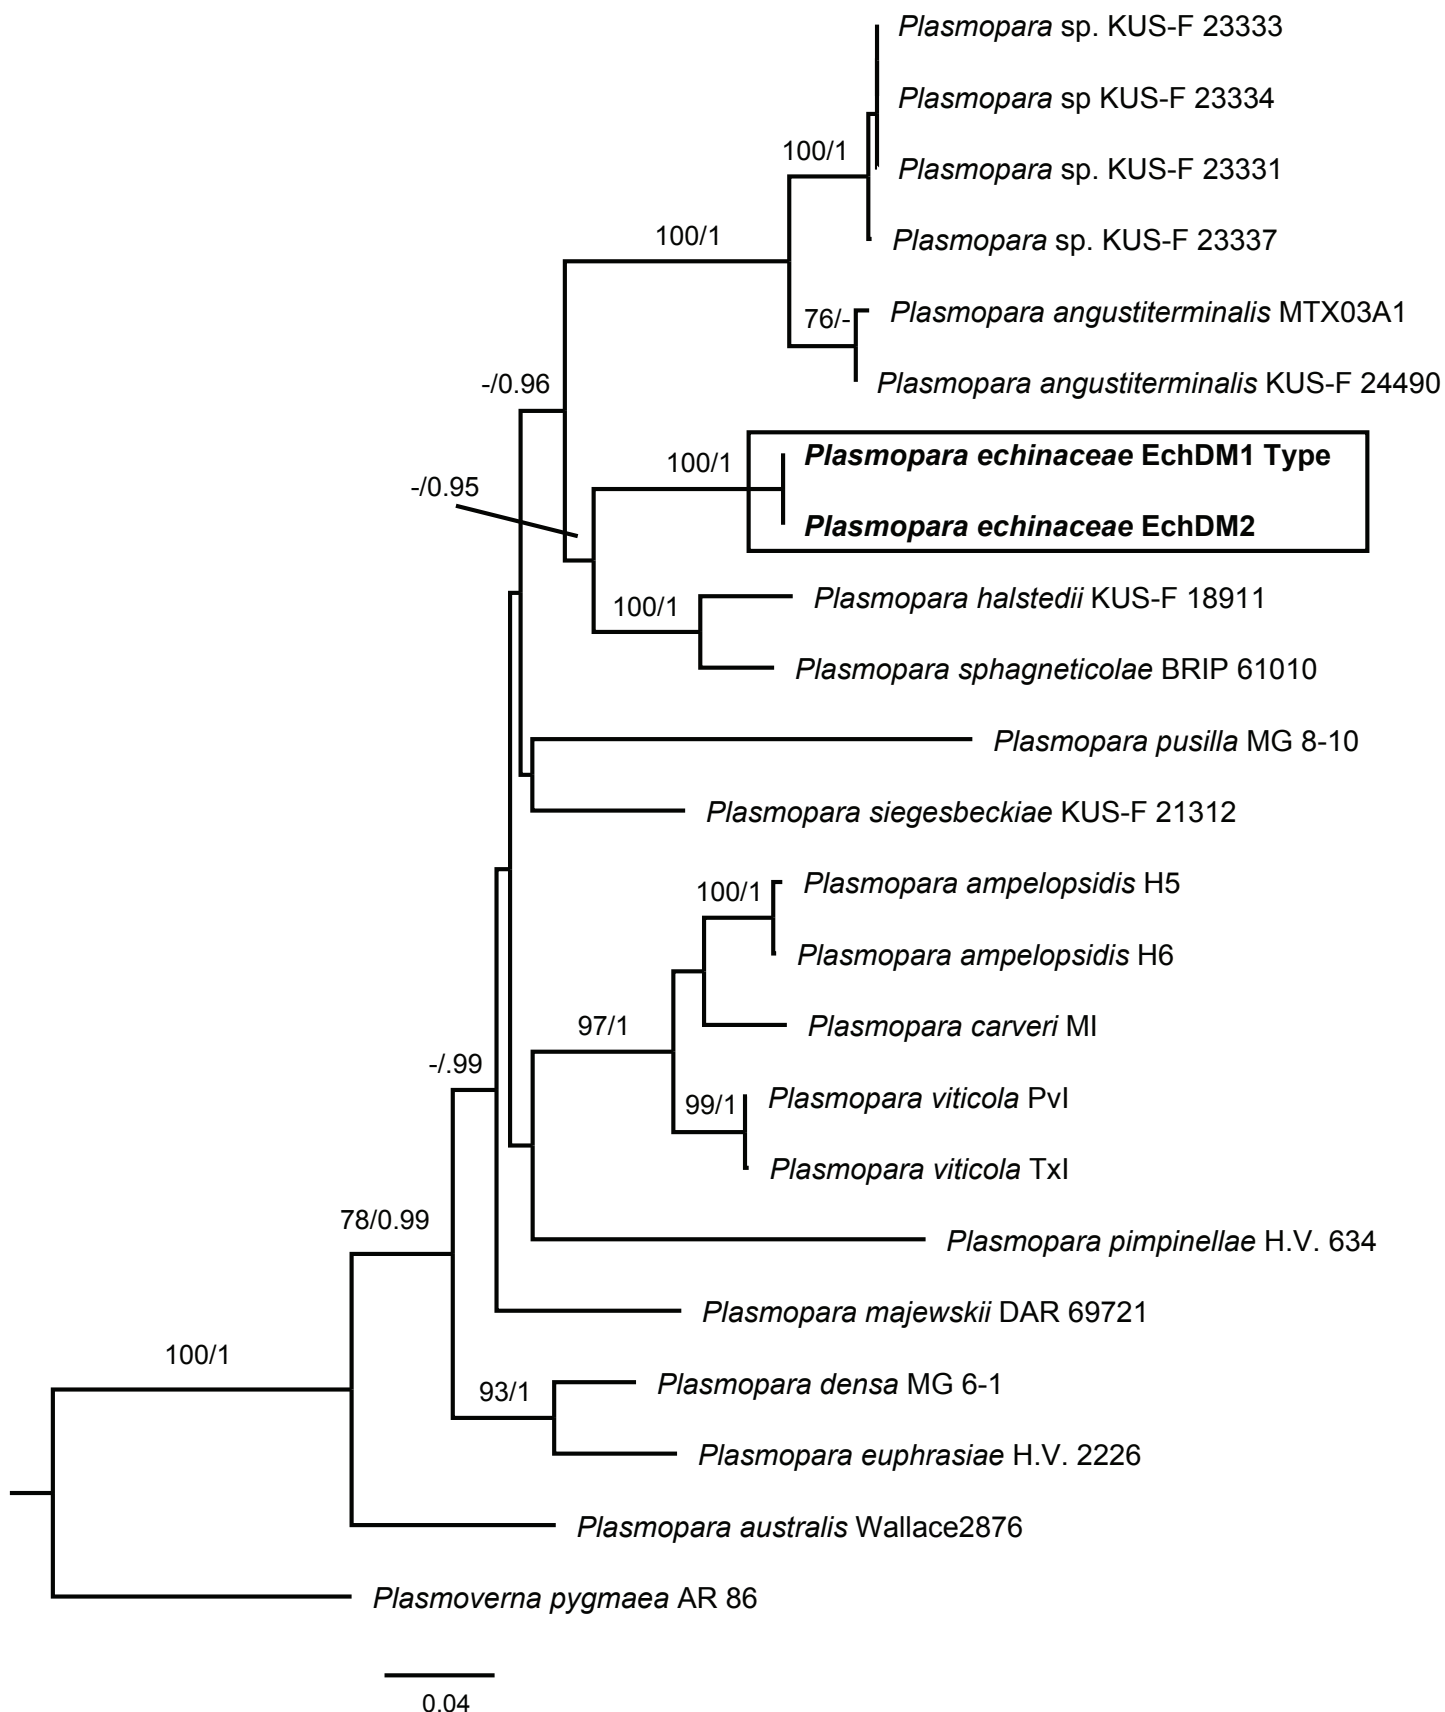 Plasmopara sp. KUS-F 23333
Plasmopara sp KUS-F 23334
100/1
Plasmopara sp. KUS-F 23331
100/1
Plasmopara sp. KUS-F 23337
76/-
Plasmopara angustiterminalis MTX03A1
-/0.96
Plasmopara angustiterminalis KUS-F 24490
100/1
Plasmopara echinaceae EchDM1 Type
-/0.95
Plasmopara echinaceae EchDM2
100/1
Plasmopara halstedii KUS-F 18911
Plasmopara sphagneticolae BRIP 61010
Plasmopara pusilla MG 8-10
Plasmopara siegesbeckiae KUS-F 21312
100/1
Plasmopara ampelopsidis H5
Plasmopara ampelopsidis H6
97/1
Plasmopara carveri MI
-/.99
99/1
Plasmopara viticola PvI
Plasmopara viticola TxI
78/0.99
Plasmopara pimpinellae H.V. 634
Plasmopara majewskii DAR 69721
100/1
93/1
Plasmopara densa MG 6-1
Plasmopara euphrasiae H.V. 2226
Plasmopara australis Wallace2876
Plasmoverna pygmaea AR 86
0.04